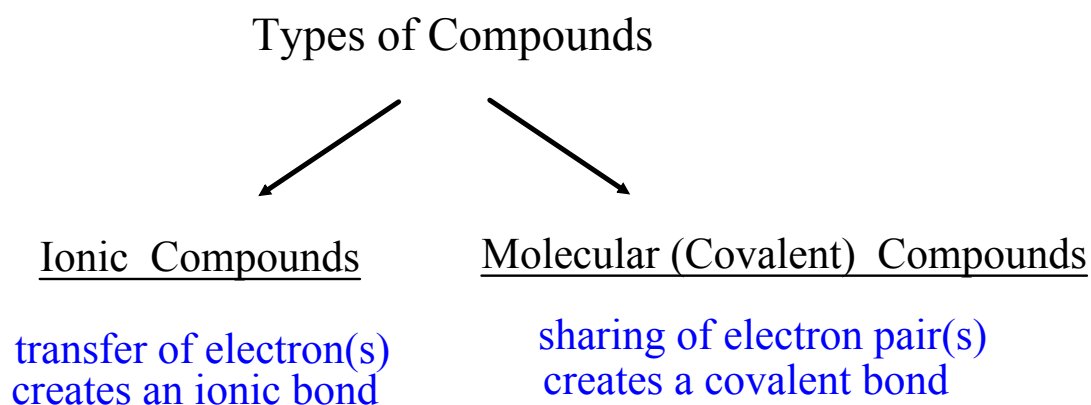 Types of Compounds
Ionic Compounds
transfer of electron(s)
creates an ionic bond
Molecular (Covalent) Compounds
sharing of electron pair(s)
creates a covalent bond